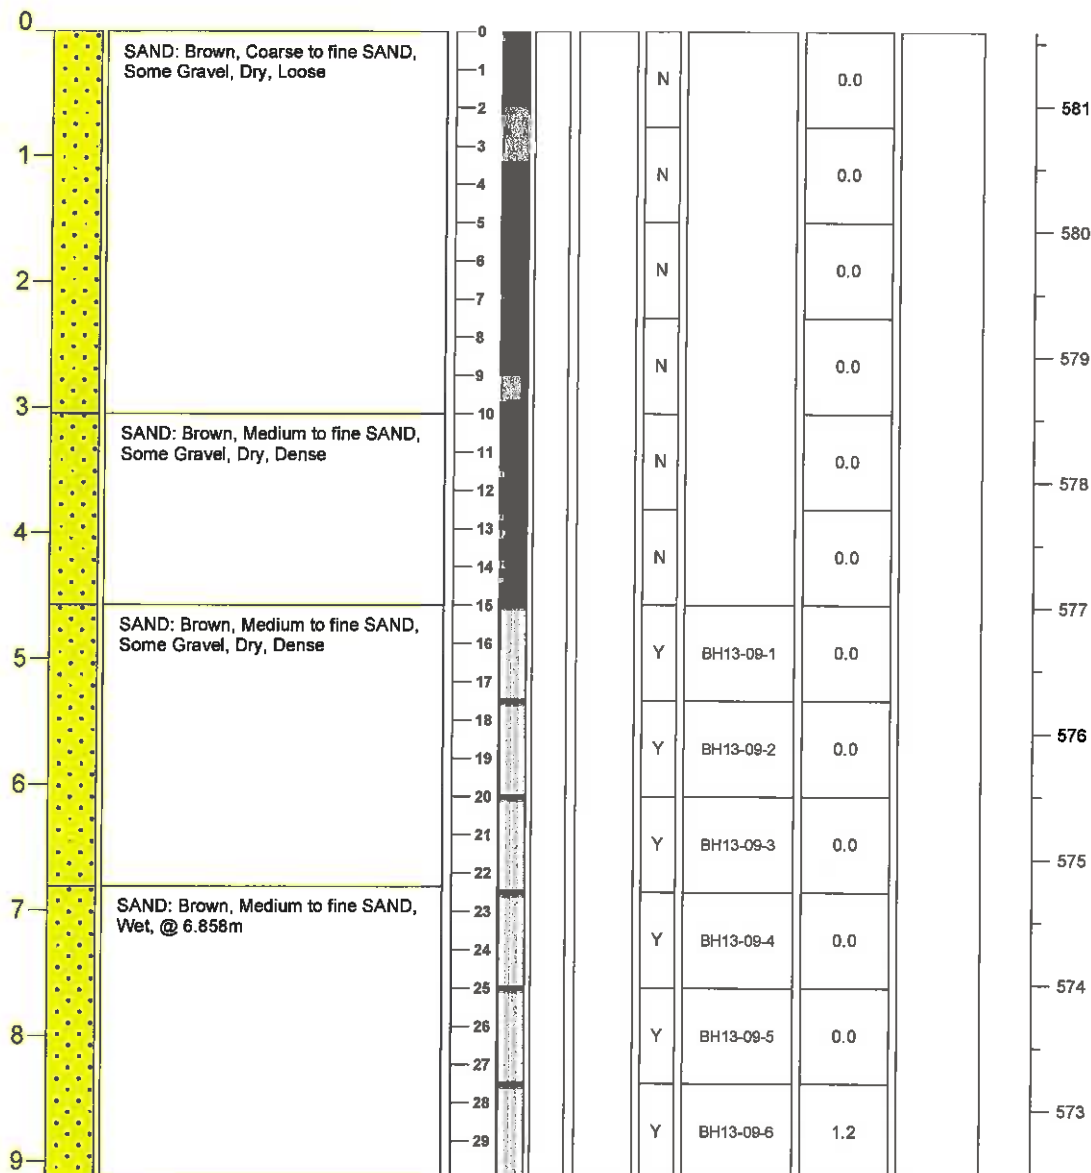 0
1
2
3
4
5
6
7
8
9
SAND: Brown, Coarse to fine SAND,
Some Gravel, Dry, Loose
SAND: Brown, Medium to fine SAND,
Some Gravel, Dry, Dense
SAND: Brown, Medium to fine SAND,
Some Gravel, Dry, Dense
SAND: Brown, Medium to fine SAND,
Wet, @ 6.858m
0
1
2
3
4
5
6
7
8
9
10
11
12
13
14
15
16
17
18
19
20
21
22
23
24
25
26
27
28
29
N 0.0
N 0.0
N 0.0
N 0.0
N 0.0
N 0.0
Y BH13-09-1 0.0
Y BH13-09-2 0.0
Y BH13-09-3 0.0
Y BH13-09-4 0.0
Y BH13-09-5 0.0
Y BH13-09-6 1.2
581
580
579
578
577
576
575
574
573